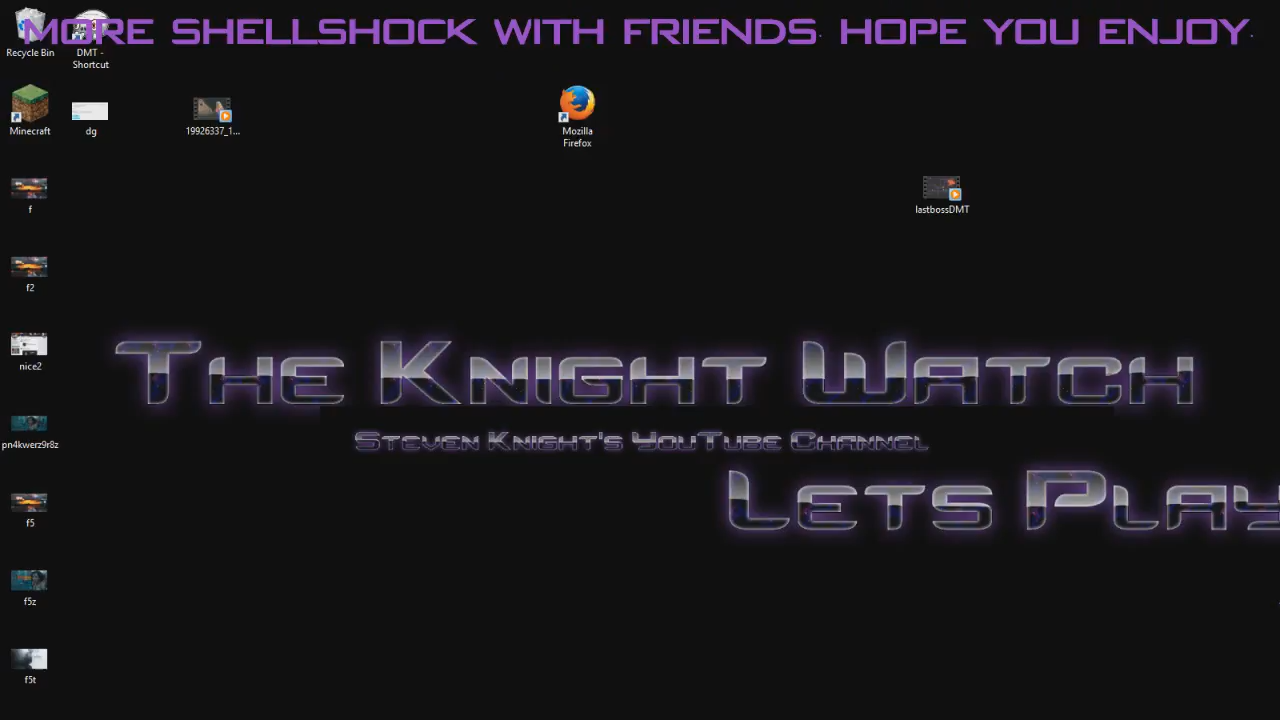 MORE SHELLSHOCK WITH FRIENDS. HOPE YOU ENJOY.
Recycle Bin
DMT -
Shortcut
Minecraft
dg
19926337_1...
Mozilla
Firefox
f
lastbossDMT
f2
The Knight Watch
nice2
Steven Knight's YouTube Channel
pn4kwerz9r8z
Lets Play
f5
f5z
f5t